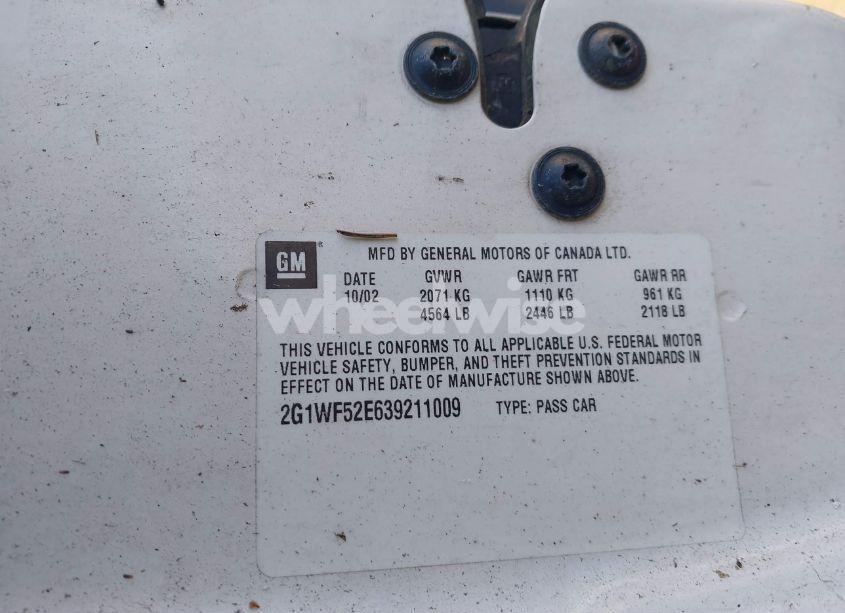 GM ®
MFD BY GENERAL MOTORS OF CANADA LTD.
DATE GVWR GAWR FRT GAWR RR
10/02 2071 KG 1110 KG 961 KG
4564 LB 2446 LB 2118 LB
wheelwise
THIS VEHICLE CONFORMS TO ALL APPLICABLE U.S. FEDERAL MOTOR
VEHICLE SAFETY, BUMPER, AND THEFT PREVENTION STANDARDS IN
EFFECT ON THE DATE OF MANUFACTURE SHOWN ABOVE.
2G1WF52E639211009 TYPE: PASS CAR